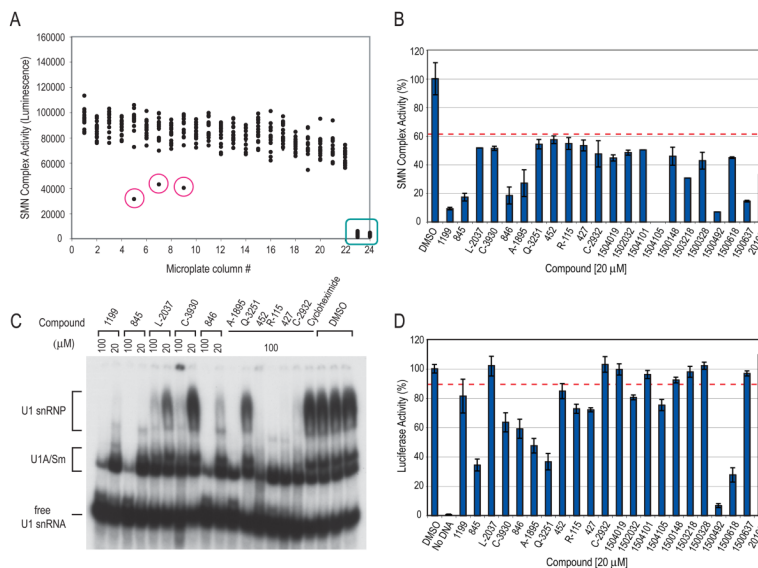 A
SMN Complex Activity (Luminescence)
160000
140000
120000
100000
80000
60000
40000
20000
0
0 2 4 6 8 10 12 14 16 18 20 22 24
Microplate column #
B
SMN Complex Activity (%)
120
100
80
60
40
20
0
DMSO 1199 845 L-2037 C-3930 846 A-1895 Q-3251 452 R-115 427 C-2932 1504019 1502032 1504101 1504105 1500148 1503218 1500328 1500492 1500618 1500637
Compound [20 µM]
C
Compound 1199 845 L-2037 C-3930 846 A-1895 Q-3251 452 R-115 427 C-2932 Cycloheximide DMSO
(µM) 100 20 100 20 100 20 100 20 100 20 100
U1 snRNP
U1A/Sm
free
U1 snRNA
D
Luciferase Activity (%)
120
100
80
60
40
20
0
DMSO No DNA 1199 845 L-2037 C-3930 846 A-1895 Q-3251 452 R-115 427 C-2932 1504019 1502032 1504101 1504105 1500148 1503218 1500328 1500492 1500618 1500637
Compound [20 µM]